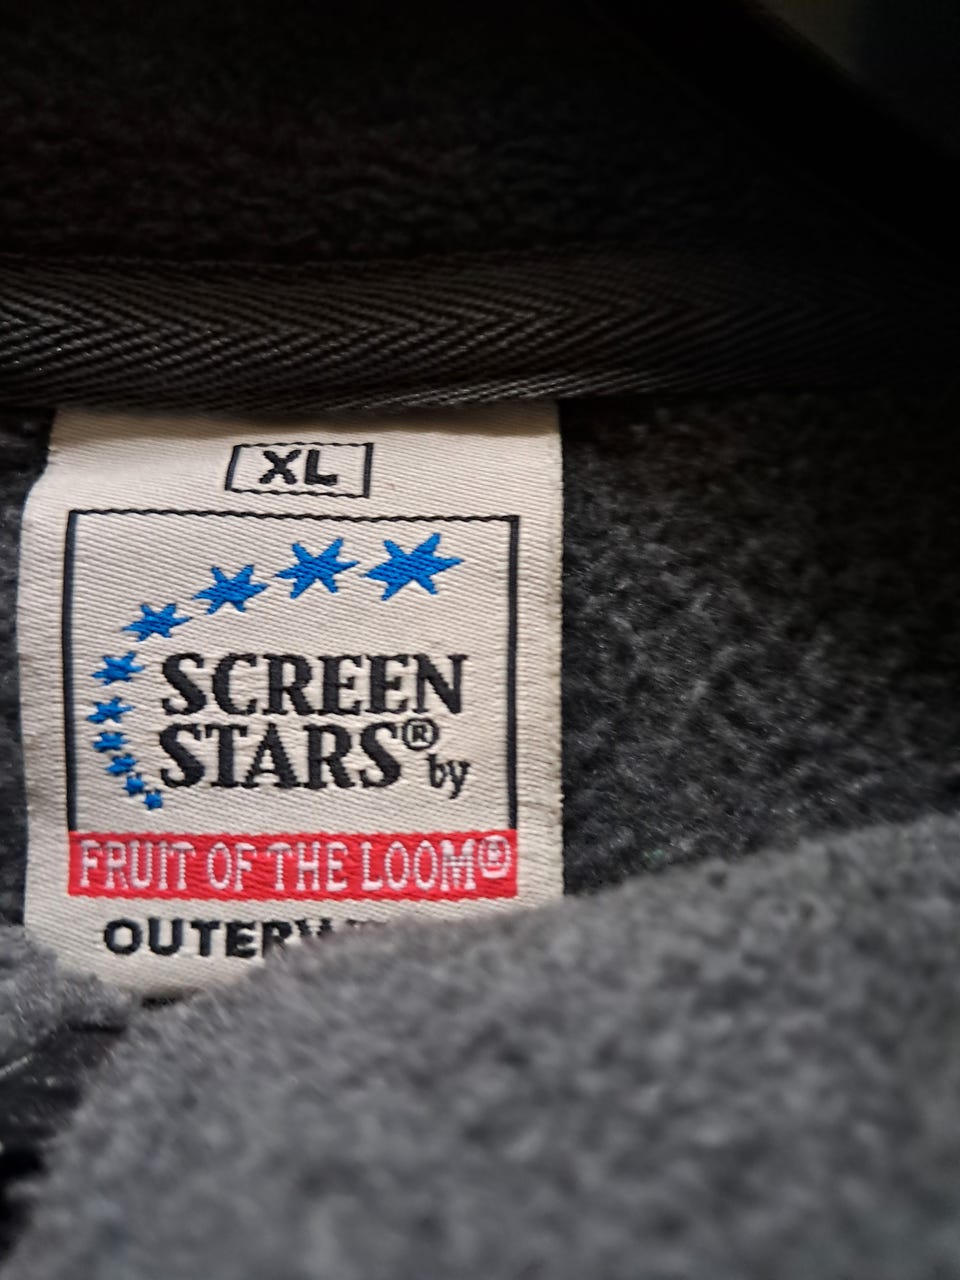 XL
SCREEN
STARS®
by
FRUIT OF THE LOOM®